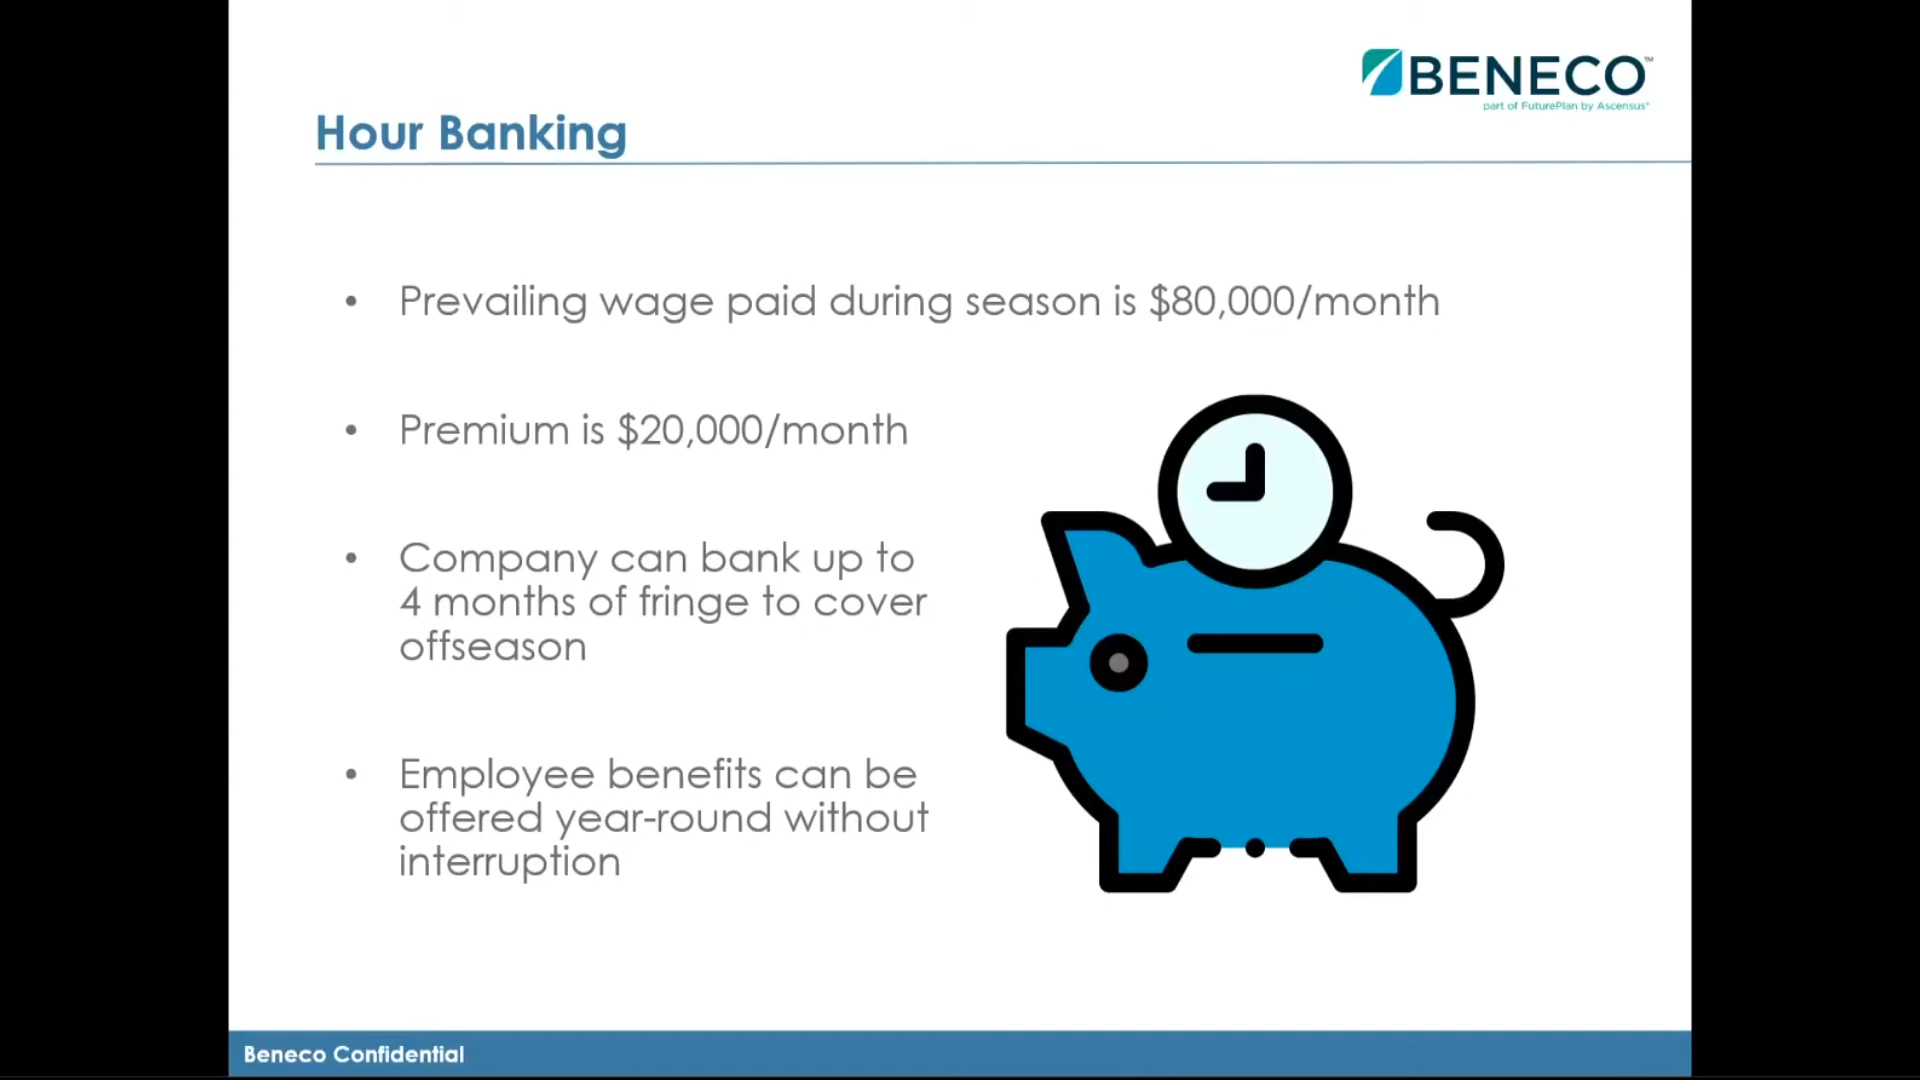 BENECO™
part of FuturePlan by Ascensus®
Hour Banking
• Prevailing wage paid during season is $80,000/month
• Premium is $20,000/month
• Company can bank up to
4 months of fringe to cover
offseason
• Employee benefits can be
offered year-round without
interruption
Beneco Confidential